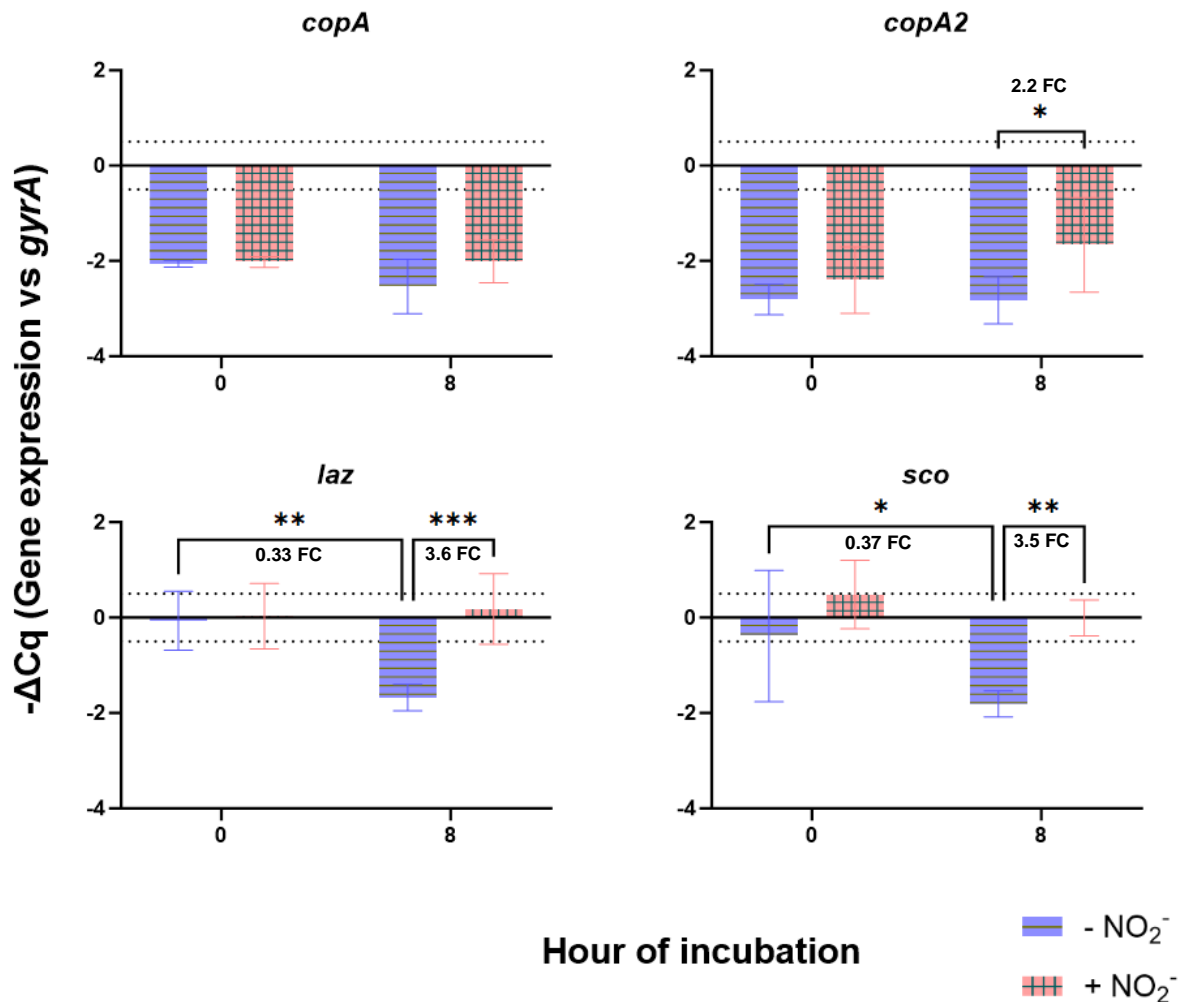 copA
copA2
2
0
-2
-4
0
8
2
0
-2
-4
0
8
2.2 FC
*
-ΔCq (Gene expression vs gyrA)
laz
sco
2
0
-2
-4
0
8
**
***
0.33 FC
3.6 FC
2
0
-2
-4
0
8
*
**
0.37 FC
3.5 FC
Hour of incubation
- NO₂⁻
+ NO₂⁻